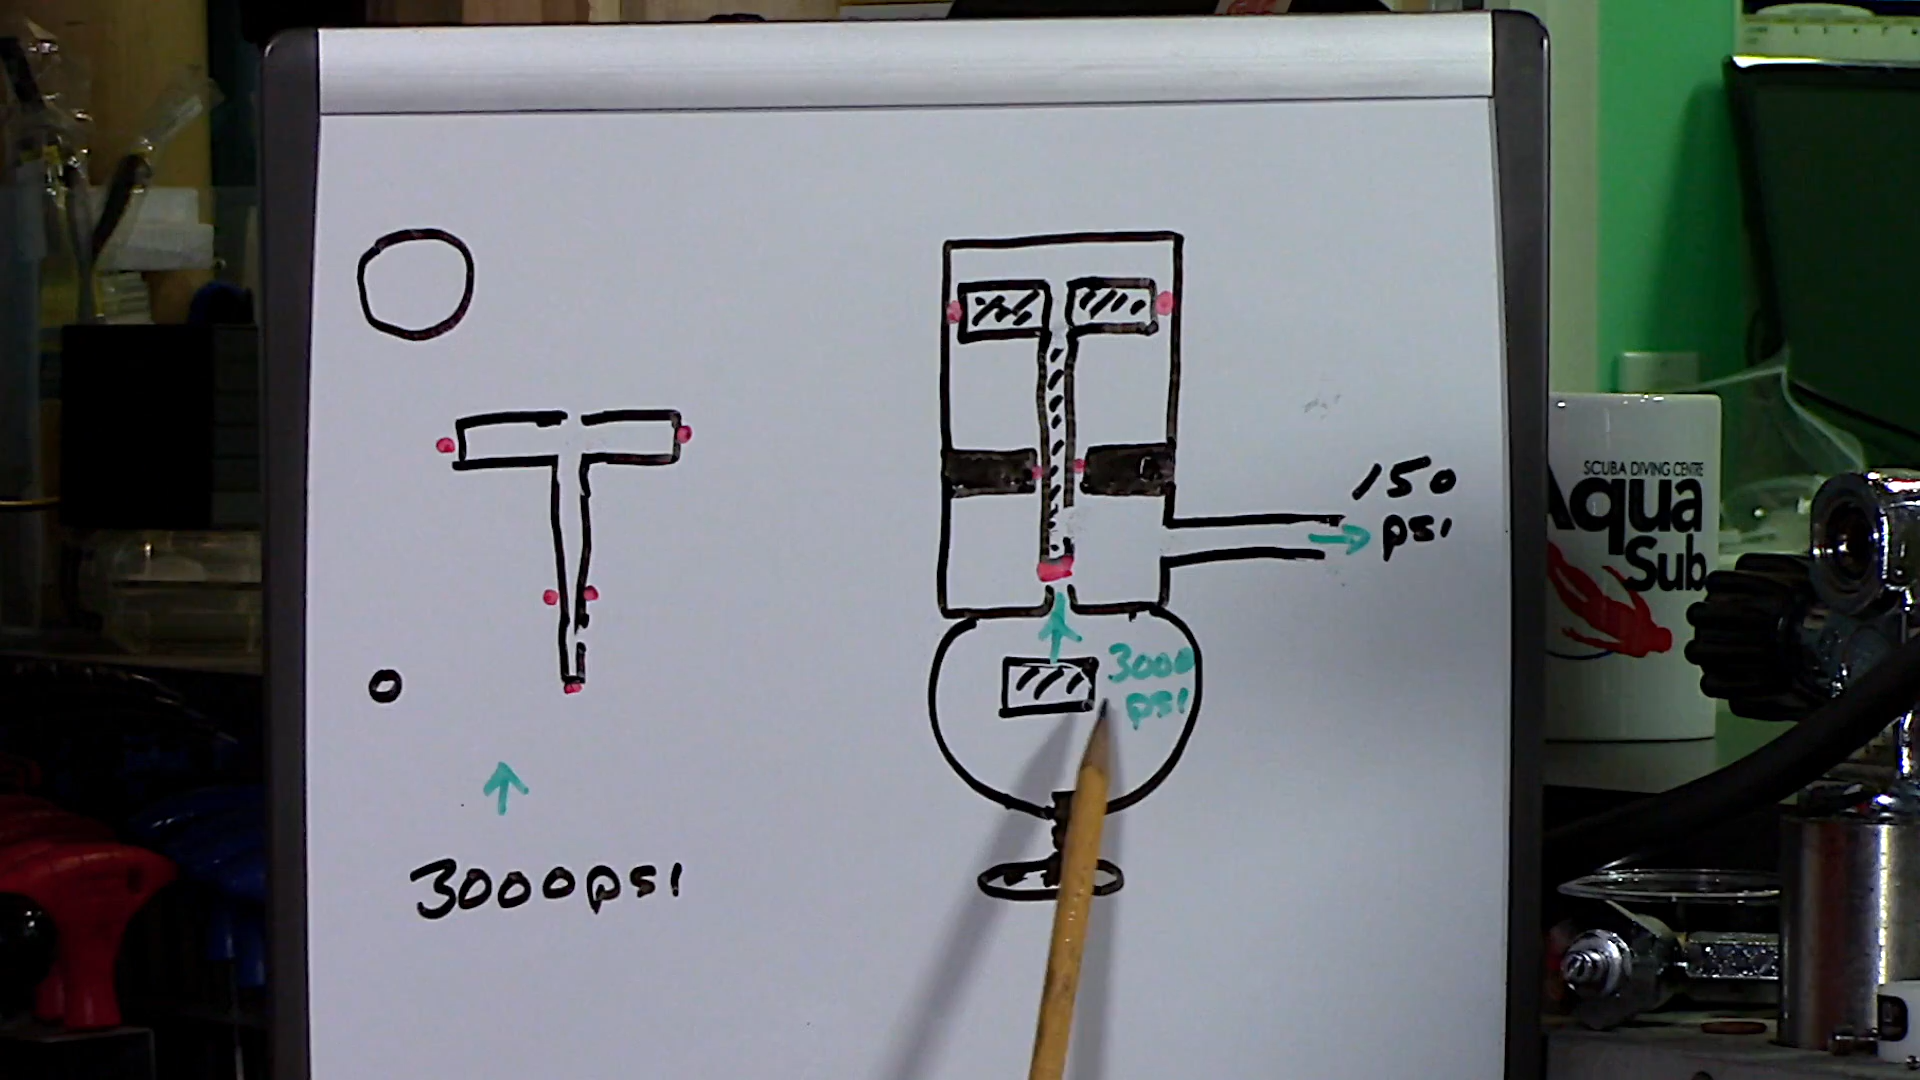 3000psi
150
psi
3000
psi
SCUBA DIVING CENTRE
Aqua
Sub